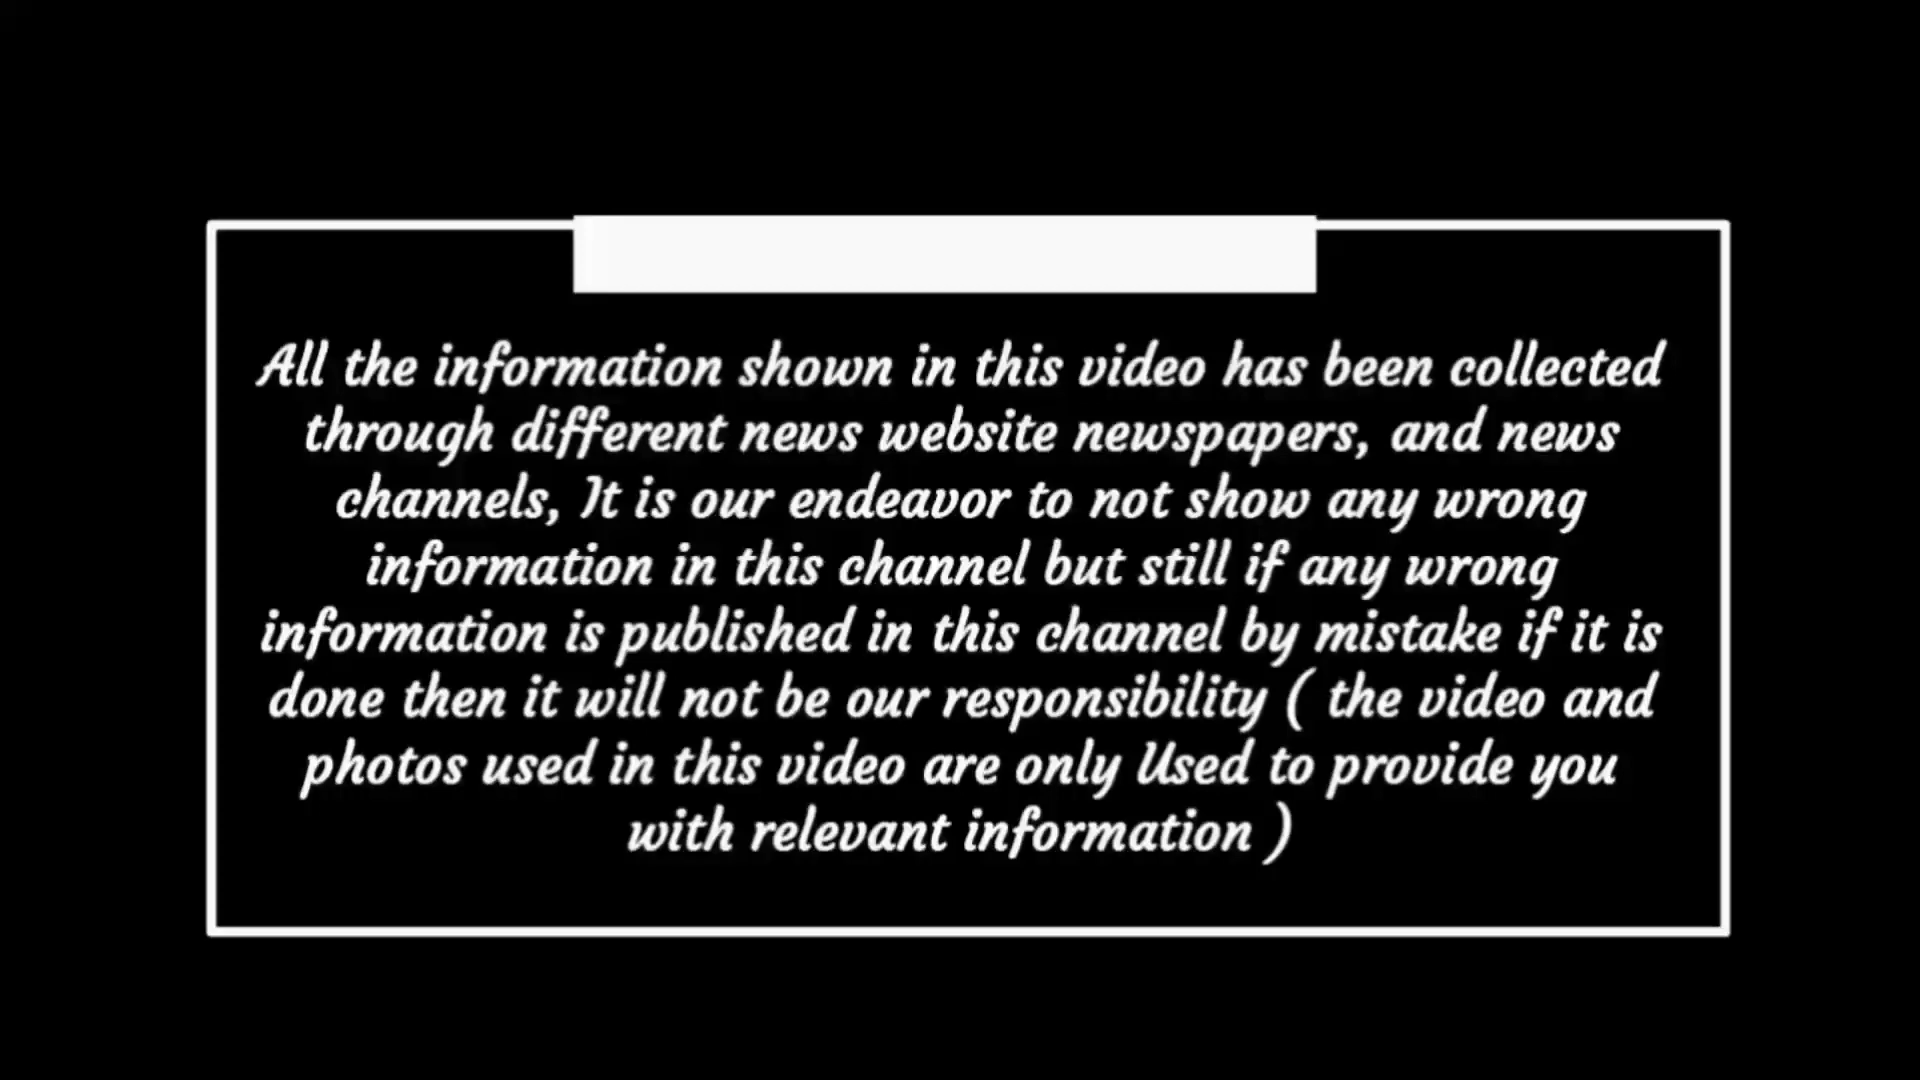 All the information shown in this video has been collected
through different news website newspapers, and news
channels, It is our endeavor to not show any wrong
information in this channel but still if any wrong
information is published in this channel by mistake if it is
done then it will not be our responsibility ( the video and
photos used in this video are only Used to provide you
with relevant information )